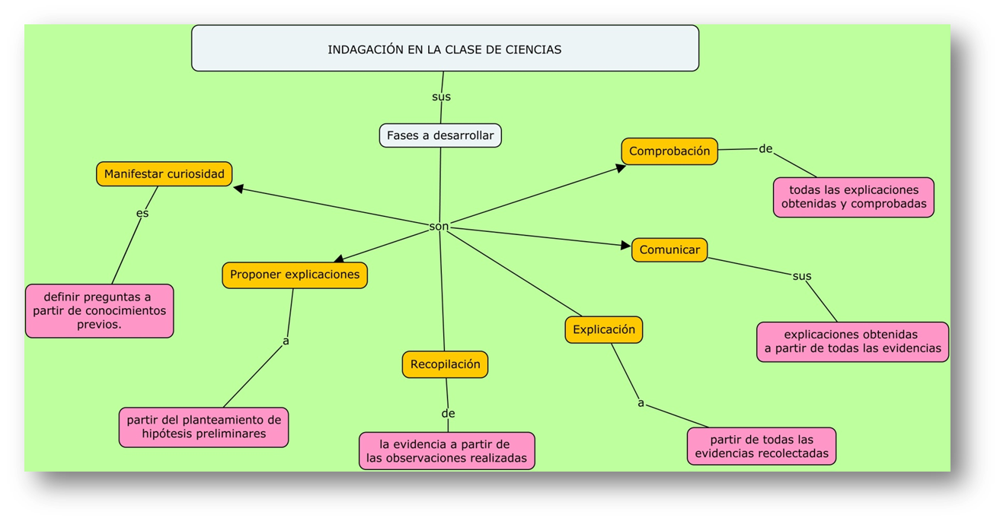 INDAGACIÓN EN LA CLASE DE CIENCIAS
sus
Fases a desarrollar
son
Manifestar curiosidad
es
definir preguntas a
partir de conocimientos
previos.
Proponer explicaciones
a
partir del planteamiento de
hipótesis preliminares
Recopilación
de
la evidencia a partir de
las observaciones realizadas
Explicación
a
partir de todas las
evidencias recolectadas
Comunicar
sus
explicaciones obtenidas
a partir de todas las evidencias
Comprobación
de
todas las explicaciones
obtenidas y comprobadas